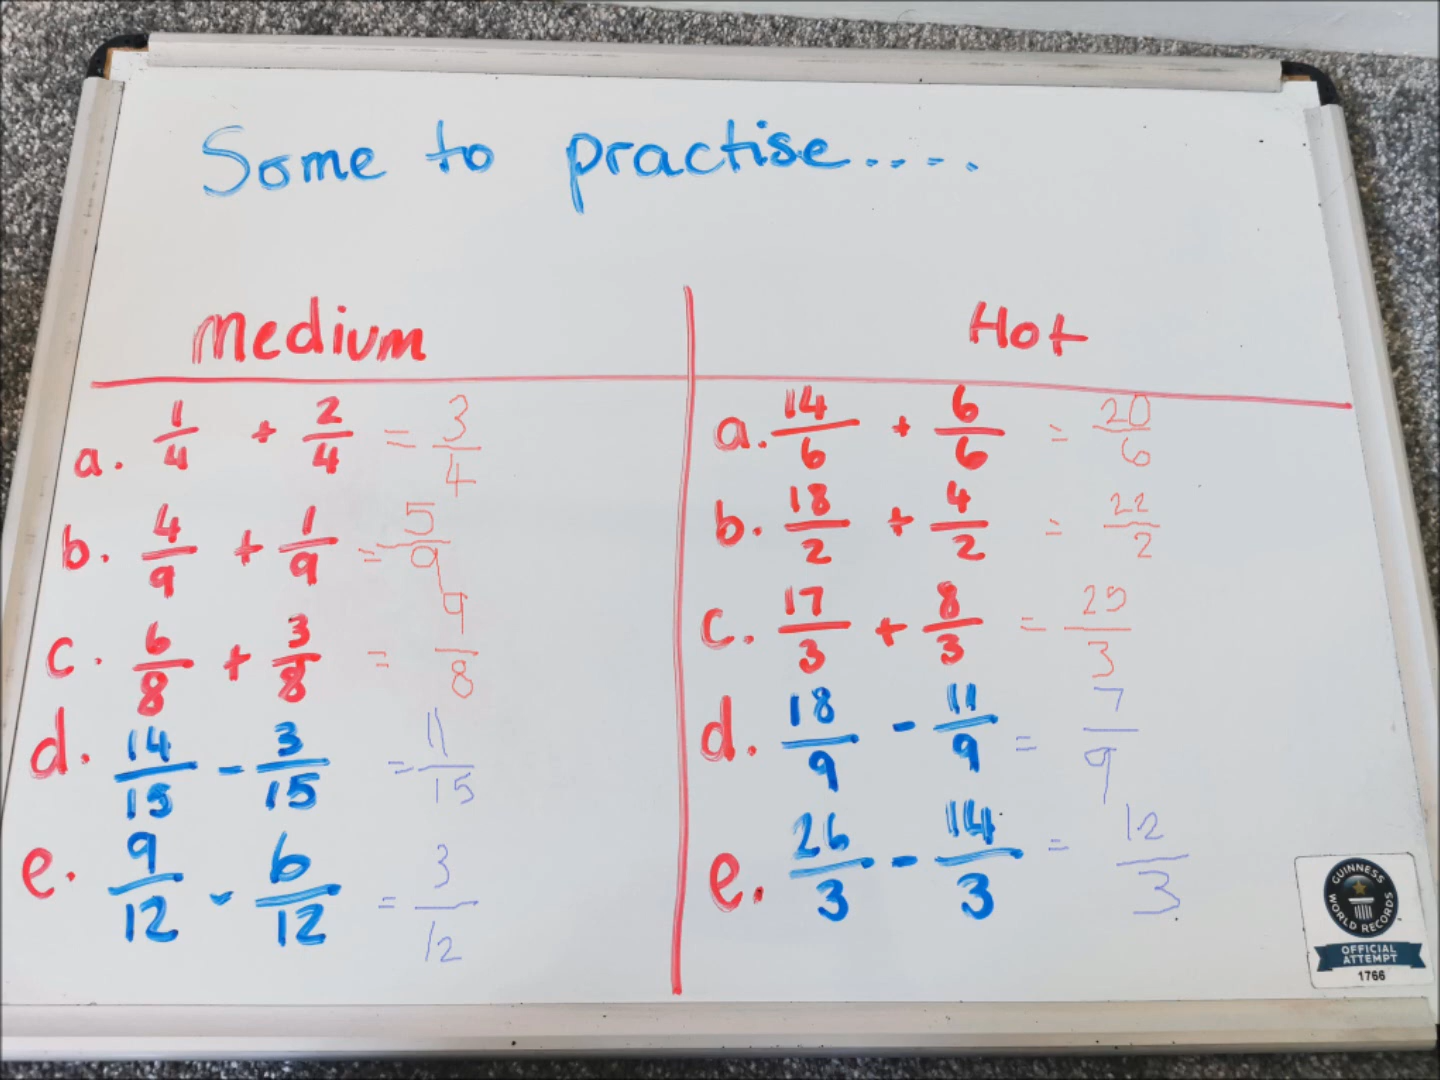 Some to practise....
Medium
a. 1/4 + 2/4 = 3/4
b. 4/9 + 1/9 = 5/9
c. 6/8 + 3/8 = 9/8
d. 14/15 - 3/15 = 11/15
e. 9/12 - 6/12 = 3/12
Hot
a. 14/6 + 6/6 = 20/6
b. 18/2 + 4/2 = 22/2
c. 17/3 + 8/3 = 25/3
d. 18/9 - 11/9 = 7/9
e. 26/3 - 14/3 = 12/3
GUINNESS
WORLD RECORDS
OFFICIAL
ATTEMPT
1766